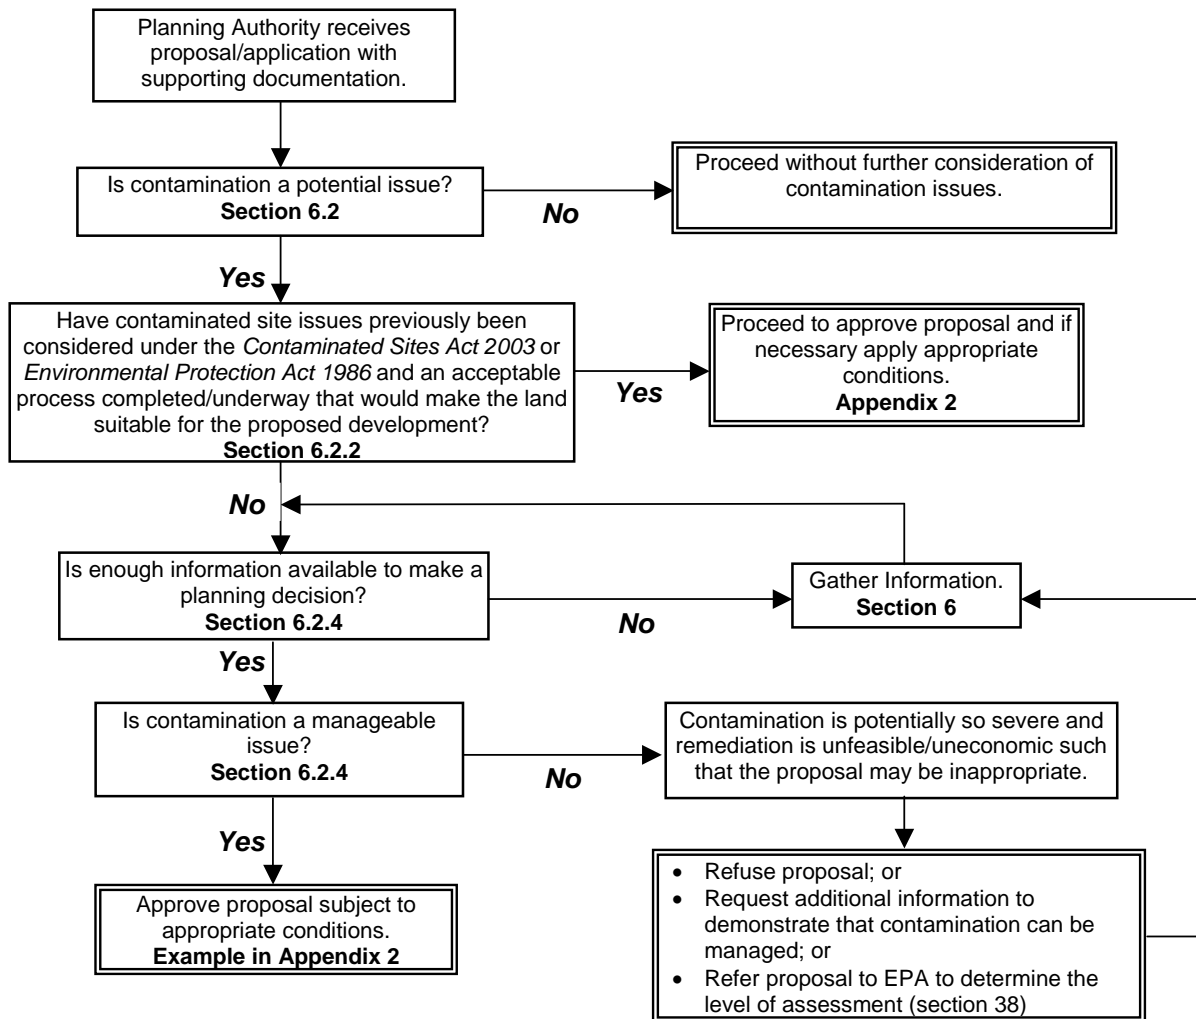 Planning Authority receives
proposal/application with
supporting documentation.
Is contamination a potential issue?
Section 6.2
No
Proceed without further consideration of
contamination issues.
Yes
Have contaminated site issues previously been
considered under the Contaminated Sites Act 2003 or
Environmental Protection Act 1986 and an acceptable
process completed/underway that would make the land
suitable for the proposed development?
Section 6.2.2
Yes
Proceed to approve proposal and if
necessary apply appropriate
conditions.
Appendix 2
No
Is enough information available to make a
planning decision?
Section 6.2.4
No
Gather Information.
Section 6
Yes
Is contamination a manageable
issue?
Section 6.2.4
No
Contamination is potentially so severe and
remediation is unfeasible/uneconomic such
that the proposal may be inappropriate.
Yes
Approve proposal subject to
appropriate conditions.
Example in Appendix 2
• Refuse proposal; or
• Request additional information to
demonstrate that contamination can be
managed; or
• Refer proposal to EPA to determine the
level of assessment (section 38)